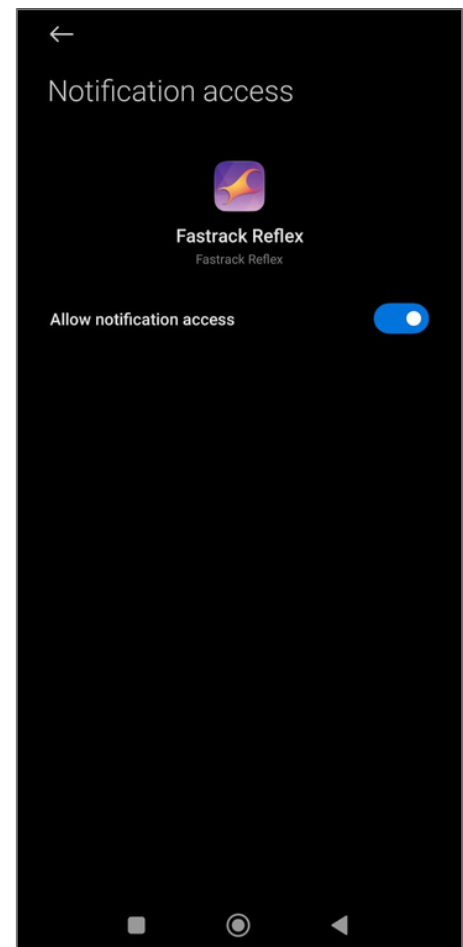 Notification access
Fastrack Reflex
Fastrack Reflex
Allow notification access